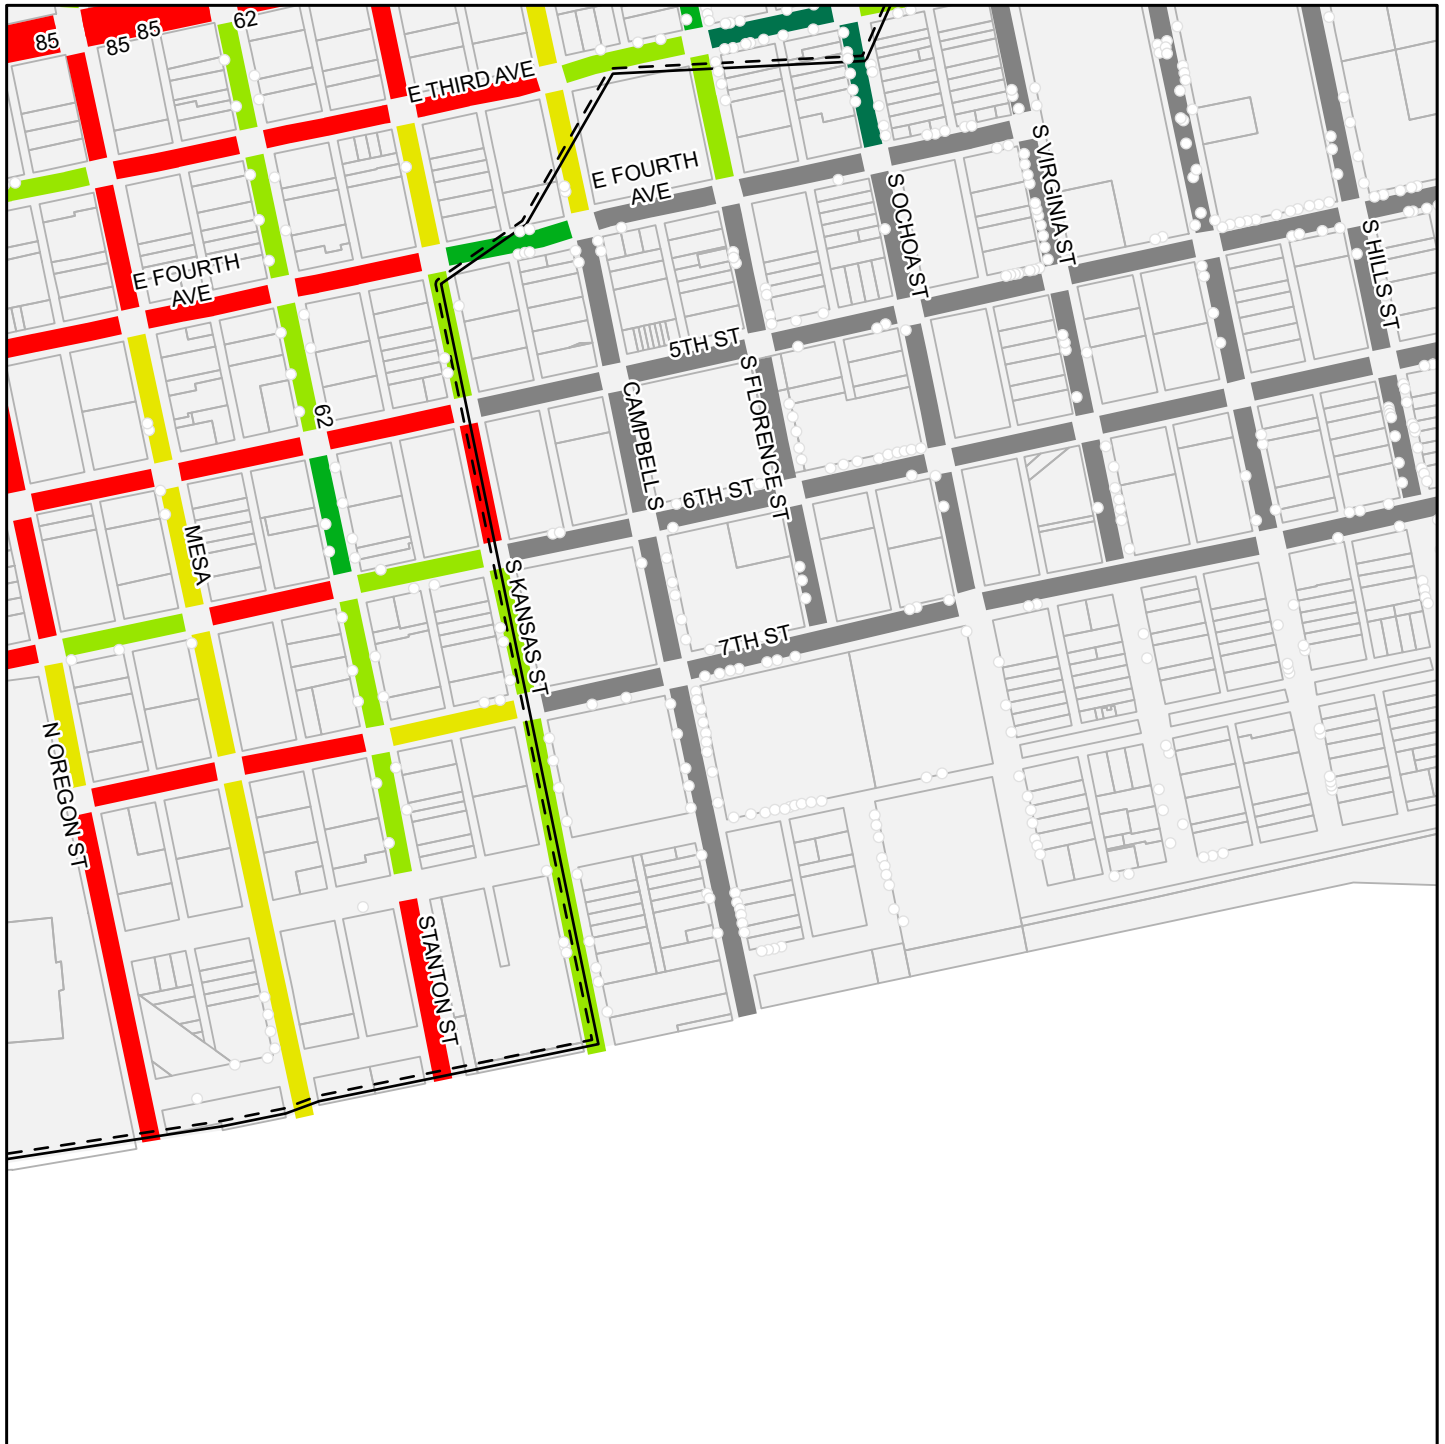 62
85
85
85
E THIRD AVE
S VIRGINIA ST
E FOURTH
AVE
S OCHOA ST
S HILLS ST
E FOURTH
AVE
5TH ST
S FLORENCE ST
CAMPBELL S
62
6TH ST
MESA
S KANSAS ST
7TH ST
N OREGON ST
STANTON ST